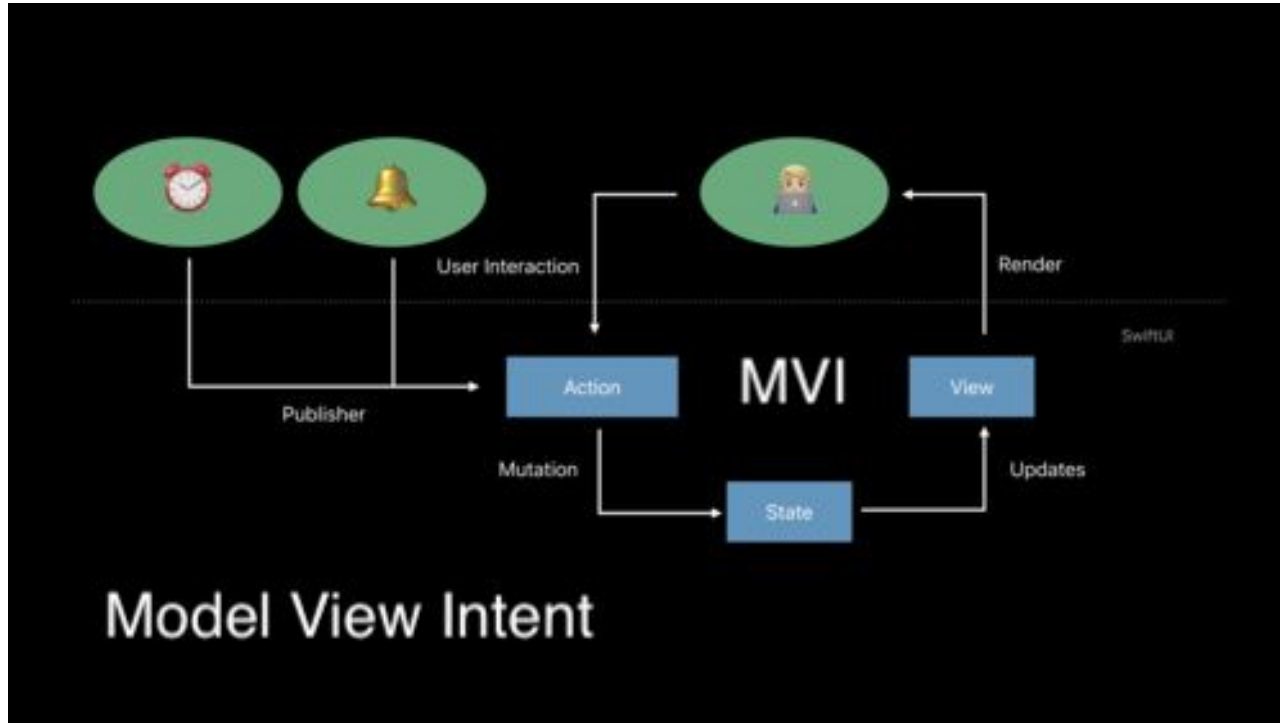 User Interaction
Render
SwiftUI
Action
MVI
View
Publisher
Mutation
Updates
State
Model View Intent